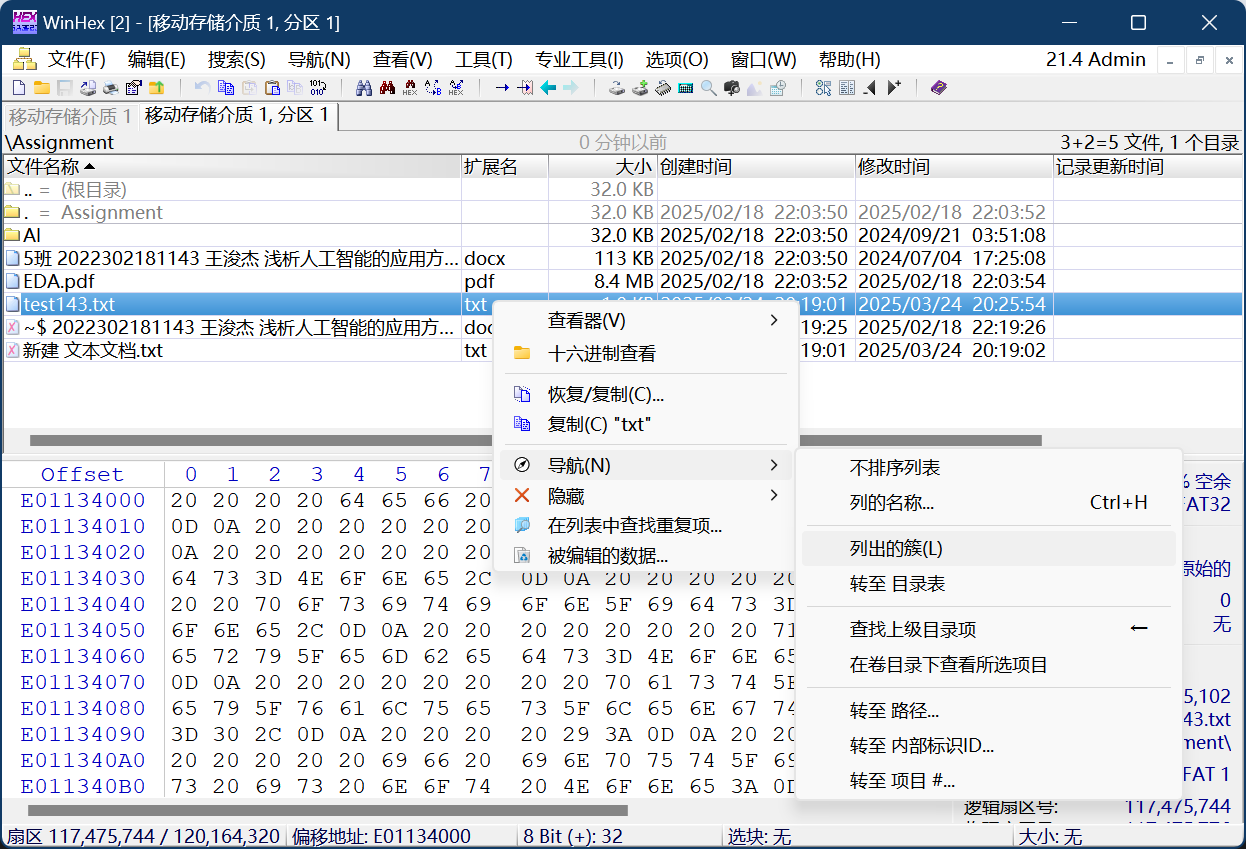 WinHex [2] - [移动存储介质 1, 分区 1]
文件(F) 编辑(E) 搜索(S) 导航(N) 查看(V) 工具(T) 专业工具(I) 选项(O) 窗口(W) 帮助(H) 21.4 Admin
移动存储介质 1 移动存储介质 1, 分区 1
\Assignment 0 分钟以前 3+2=5 文件, 1 个目录
文件名称 扩展名 大小 创建时间 修改时间 记录更新时间
.. = (根目录) 32.0 KB
. = Assignment 32.0 KB 2025/02/18 22:03:50 2025/02/18 22:03:52
AI 32.0 KB 2025/02/18 22:03:50 2024/09/21 03:51:08
5班 2022302181143 王浚杰 浅析人工智能的应用方... docx 113 KB 2025/02/18 22:03:50 2024/07/04 17:25:08
EDA.pdf pdf 8.4 MB 2025/02/18 22:03:52 2025/02/18 22:03:54
test143.txt txt 19:01 2025/03/24 20:25:54
~$ 2022302181143 王浚杰 浅析人工智能的应用方... doc 19:25 2025/02/18 22:19:26
新建 文本文档.txt txt 19:01 2025/03/24 20:19:02
查看器(V)
十六进制查看
恢复/复制(C)...
复制(C) "txt"
导航(N)
隐藏
在列表中查找重复项...
被编辑的数据...
不排序列表
列的名称... Ctrl+H
列出的簇(L)
转至 目录表
查找上级目录项 ←
在卷目录下查看所选项目
转至 路径...
转至 内部标识ID...
转至 项目 #...
Offset 0 1 2 3 4 5 6 7
E01134000 20 20 20 20 64 65 66 20
E01134010 0D 0A 20 20 20 20 20 20
E01134020 0A 20 20 20 20 20 20 20
E01134030 64 73 3D 4E 6F 6E 65 2C 0D 0A 20 20 20 20 20
E01134040 20 20 70 6F 73 69 74 69 6F 6E 5F 69 64 73 3D
E01134050 6F 6E 65 2C 0D 0A 20 20 20 20 20 20 20 20 71
E01134060 65 72 79 5F 65 6D 62 65 64 73 3D 4E 6F 6E 65
E01134070 0D 0A 20 20 20 20 20 20 20 20 70 61 73 74 5
E01134080 65 79 5F 76 61 6C 75 65 73 5F 6C 65 6E 67 74
E01134090 3D 30 2C 0D 0A 20 20 20 20 29 3A 0D 0A 20 20
E011340A0 20 20 20 20 20 69 66 20 69 6E 70 75 74 5F 69
E011340B0 73 20 69 73 20 6E 6F 74 20 4E 6F 6E 65 3A 0D
% 空余
FAT32
原始的
0
无
5,102
43.txt
ment\
FAT 1
逻辑扇区号: 117,475,744
扇区 117,475,744 / 120,164,320 偏移地址: E01134000 8 Bit (+): 32 选块: 无 大小: 无